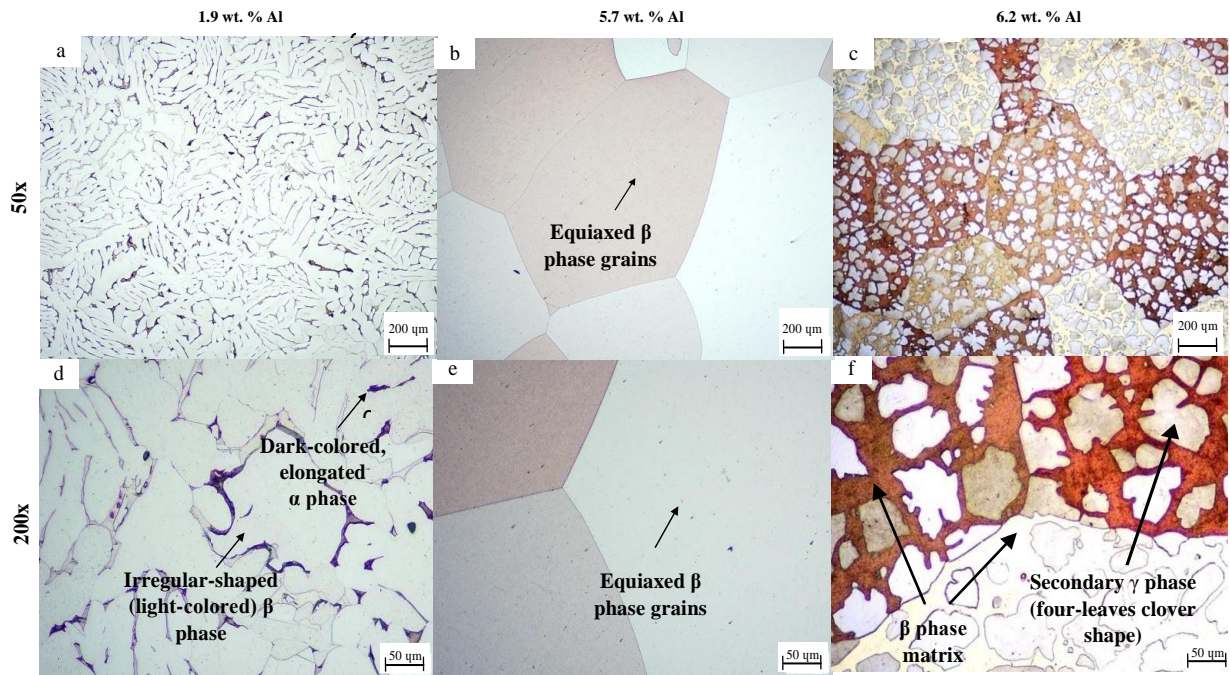 1.9 wt. % Al
5.7 wt. % Al
6.2 wt. % Al
50x
a
200 μm
b
Equiaxed β
phase grains
200 μm
c
200 μm
200x
d
Dark-colored,
elongated
α phase
Irregular-shaped
(light-colored) β
phase
50 μm
e
Equiaxed β
phase grains
50 μm
f
β phase
matrix
Secondary γ phase
(four-leaves clover
shape)
50 μm